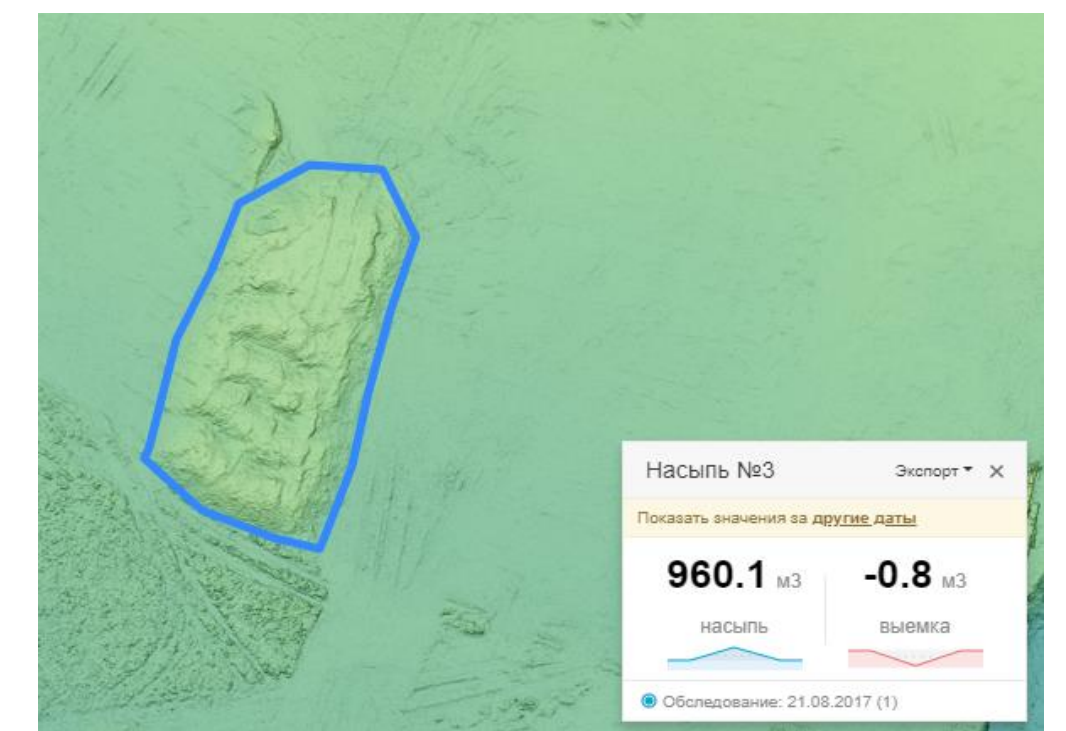 Насыпь №3 Экспорт
Показать значения за другие даты
960.1 м3 -0.8 м3
насыпь выемка
Обследование: 21.08.2017 (1)